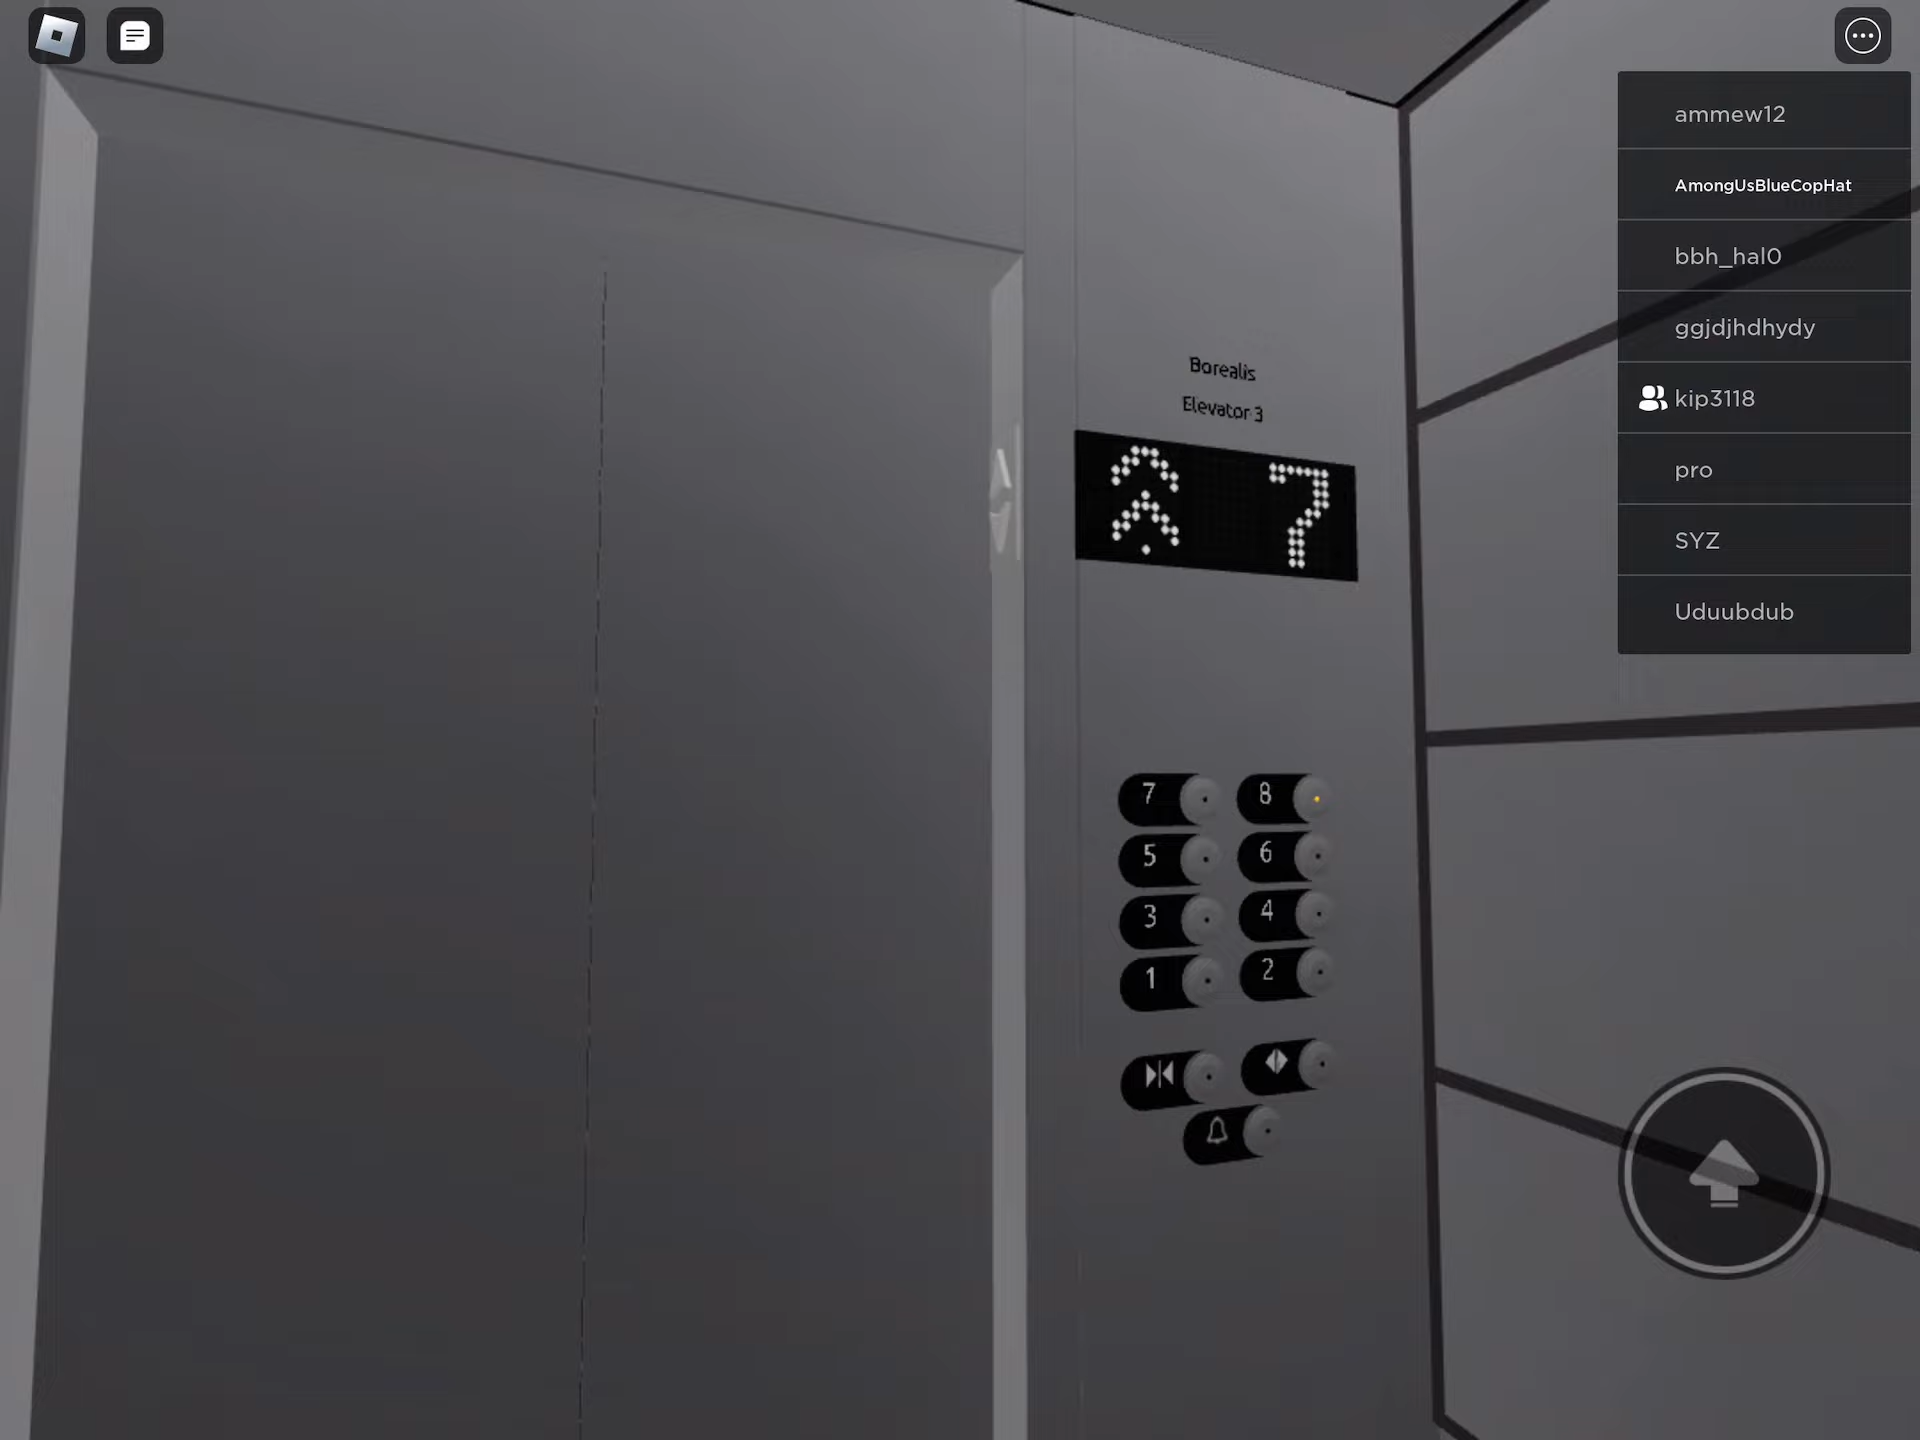 ammew12
AmongUsBlueCopHat
bbh_hal0
ggjdjhdhydy
kip3118
pro
SYZ
Uduubdub
Borealis
Elevator 3
7
7 8
5 6
3 4
1 2